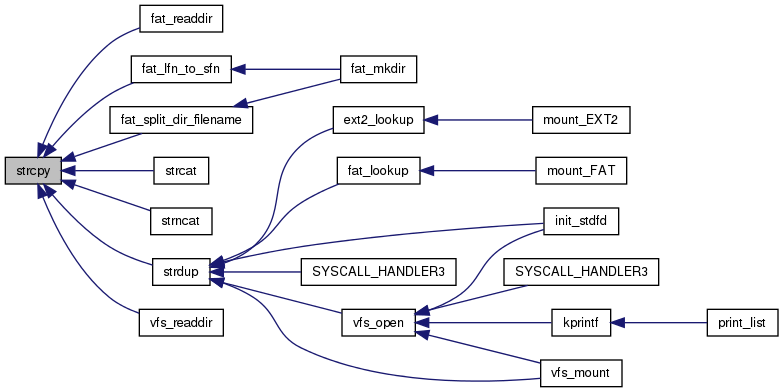 fat_readdir
fat_lfn_to_sfn
fat_mkdir
fat_split_dir_filename
ext2_lookup
mount_EXT2
strcpy
strcat
fat_lookup
mount_FAT
strncat
init_stdfd
strdup
SYSCALL_HANDLER3
SYSCALL_HANDLER3
vfs_readdir
vfs_open
kprintf
print_list
vfs_mount